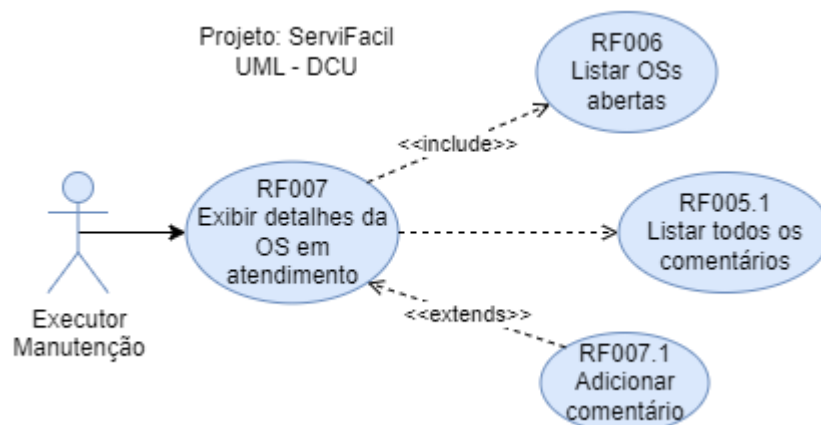 Projeto: ServiFacil
UML - DCU
RF006
Listar OSs
abertas
<<include>>
RF007
Exibir detalhes da
OS em
atendimento
RF005.1
Listar todos os
comentários
<<extends>>
Executor
Manutenção
RF007.1
Adicionar
comentário